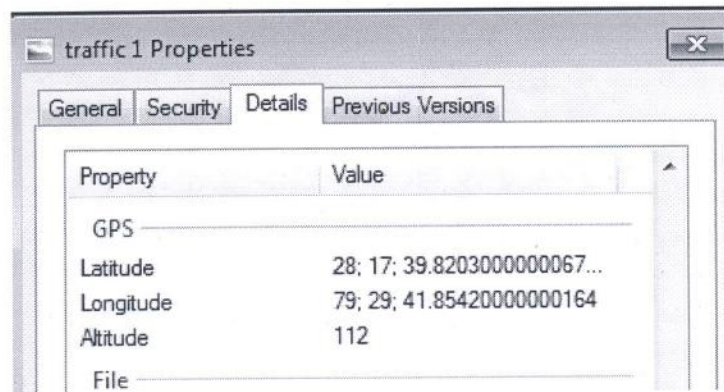 traffic 1 Properties
General Security Details Previous Versions
Property Value
GPS
Latitude 28; 17; 39.8203000000067...
Longitude 79; 29; 41.85420000000164
Altitude 112
File